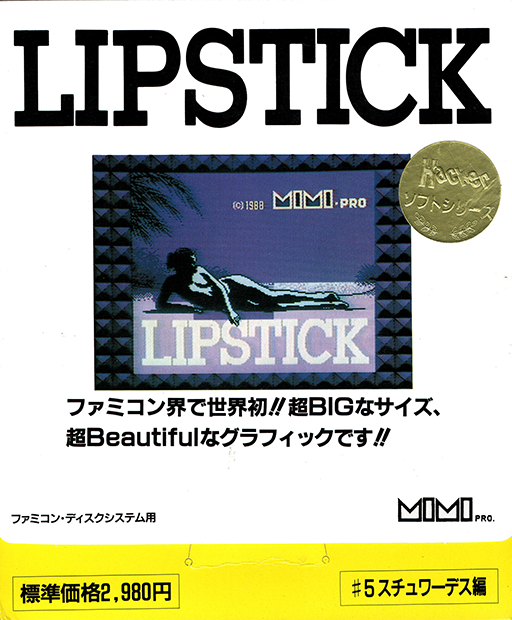 LIPSTICK
Hacker
ソフトシリーズ
(C)1988 MIMI・PRO
LIPSTICK
ファミコン界で世界初!!超BIGなサイズ、
超Beautifulなグラフィックです!!
ファミコン・ディスクシステム用
MIMI PRO.
標準価格2,980円
#5スチュワーデス編